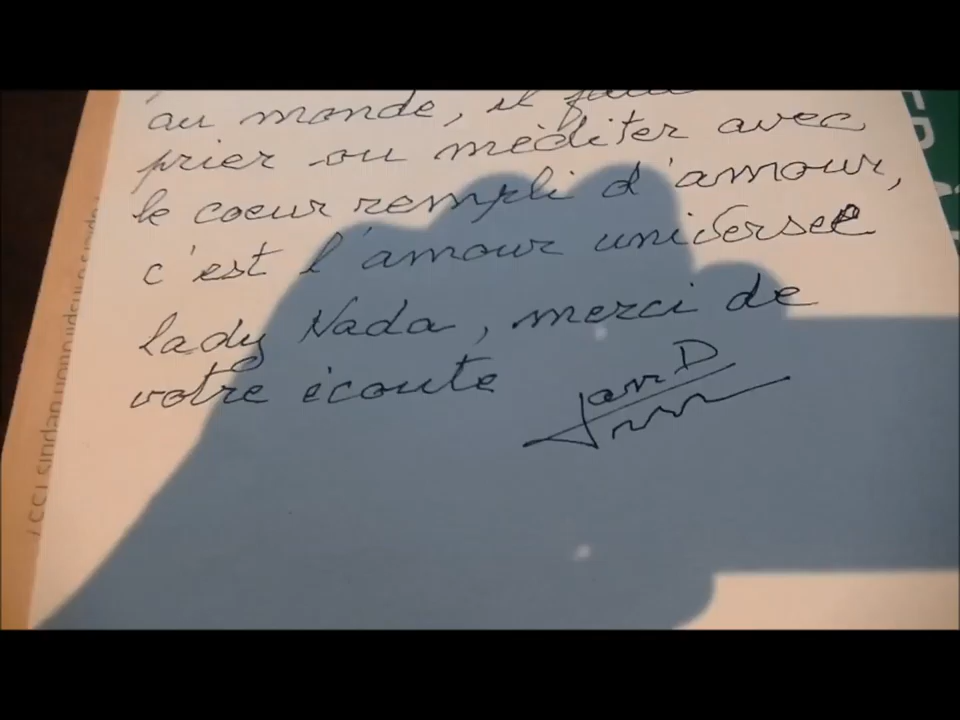 au monde, il faut
prier ou méditer avec
le coeur rempli d'amour,
c'est l'amour universel
Lady Nada, merci de
votre écoute